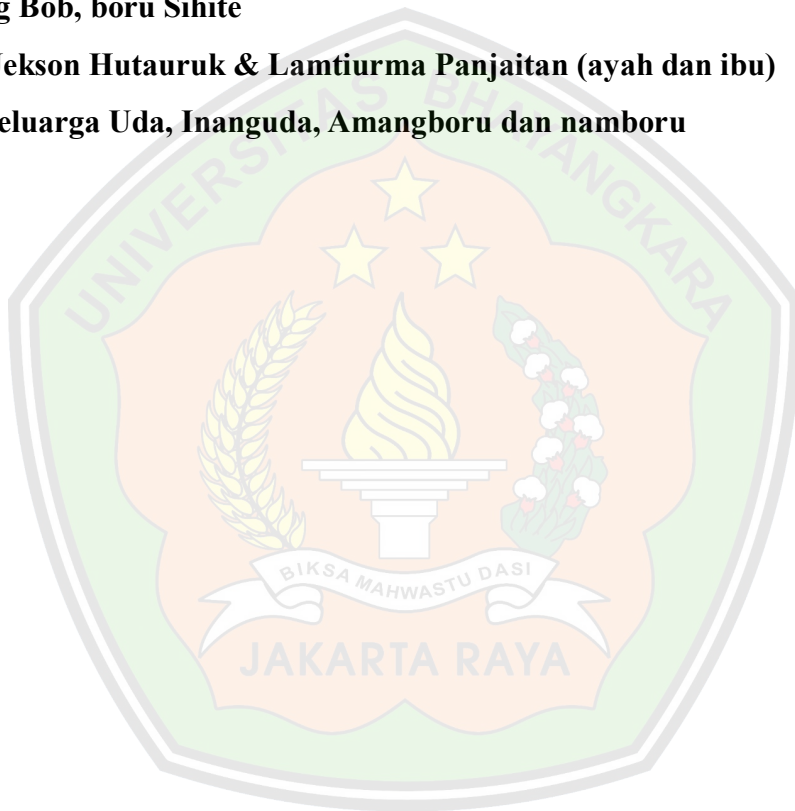 g Bob, boru Sihite
Jekson Hutauruk & Lamtiurma Panjaitan (ayah dan ibu)
eluarga Uda, Inanguda, Amangboru dan namboru
UNIVERSITAS BHAYANGKARA
BIKSA MAHWASTU DASI
JAKARTA RAYA